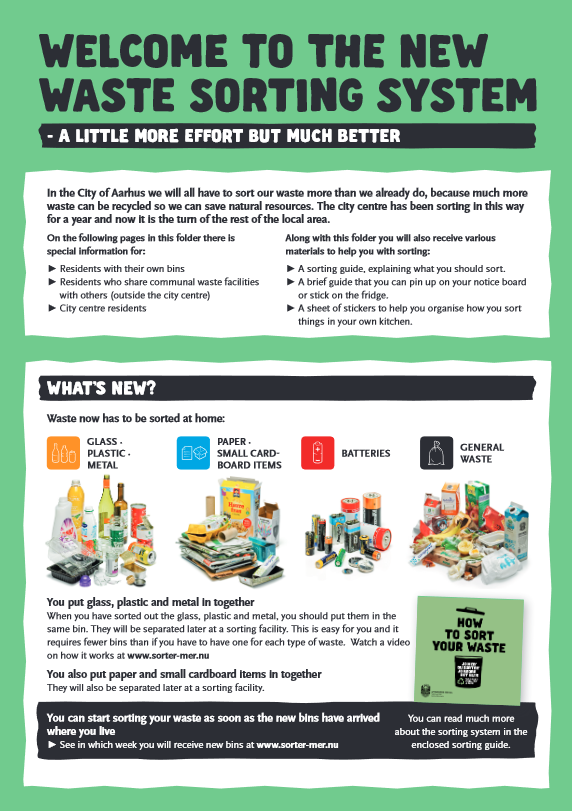 WELCOME TO THE NEW
WASTE SORTING SYSTEM
- A LITTLE MORE EFFORT BUT MUCH BETTER
In the City of Aarhus we will all have to sort our waste more than we already do, because much more
waste can be recycled so we can save natural resources. The city centre has been sorting in this way
for a year and now it is the turn of the rest of the local area.
On the following pages in this folder there is
special information for:
► Residents with their own bins
► Residents who share communal waste facilities
with others (outside the city centre)
► City centre residents
Along with this folder you will also receive various
materials to help you with sorting:
► A sorting guide, explaining what you should sort.
► A brief guide that you can pin up on your notice board
or stick on the fridge.
► A sheet of stickers to help you organise how you sort
things in your own kitchen.
WHAT'S NEW?
Waste now has to be sorted at home:
GLASS ·
PLASTIC ·
METAL
PAPER ·
SMALL CARD-
BOARD ITEMS
BATTERIES
GENERAL
WASTE
You put glass, plastic and metal in together
When you have sorted out the glass, plastic and metal, you should put them in the
same bin. They will be separated later at a sorting facility. This is easy for you and it
requires fewer bins than if you have to have one for each type of waste. Watch a video
on how it works at www.sorter-mer.nu
You also put paper and small cardboard items in together
They will also be separated later at a sorting facility.
HOW
TO SORT
YOUR WASTE
You can start sorting your waste as soon as the new bins have arrived
where you live
► See in which week you will receive new bins at www.sorter-mer.nu
You can read much more
about the sorting system in the
enclosed sorting guide.